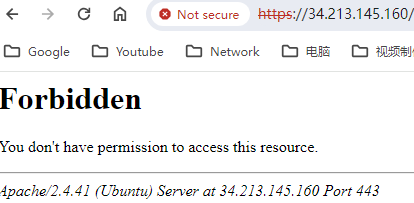 Not secure https://34.213.145.160/
Google Youtube Network 电脑 视频制
Forbidden
You don't have permission to access this resource.
Apache/2.4.41 (Ubuntu) Server at 34.213.145.160 Port 443